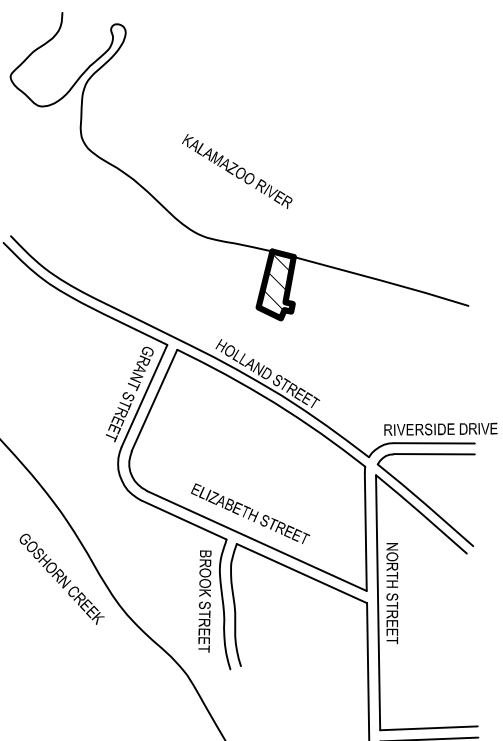 KALAMAZOO RIVER
HOLLAND STREET
GRANT STREET
RIVERSIDE DRIVE
ELIZABETH STREET
GOSHORN CREEK
BROOK STREET
NORTH STREET